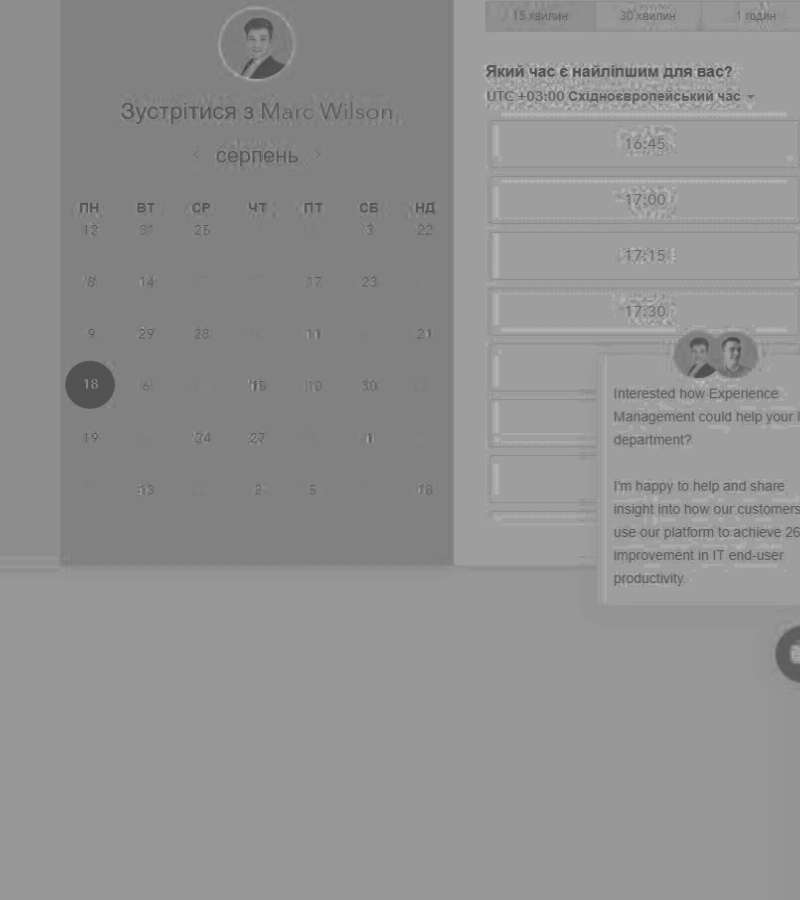 15 хвилин 30 хвилин 1 годин
Зустрітися з Marc Wilson
серпень
ПН ВТ СР ЧТ ПТ СБ НД
12 31 25 3 22
8 14 17 23
9 29 28 11 21
18 6 15 10 30
19 24 27 1
13 2 5 18
Який час є найліпшим для вас?
UTC +03:00 Східноєвропейський час
16:45
17:00
17:15
17:30
Interested how Experience
Management could help your
department?
I'm happy to help and share
insight into how our customers
use our platform to achieve 26
improvement in IT end-user
productivity.